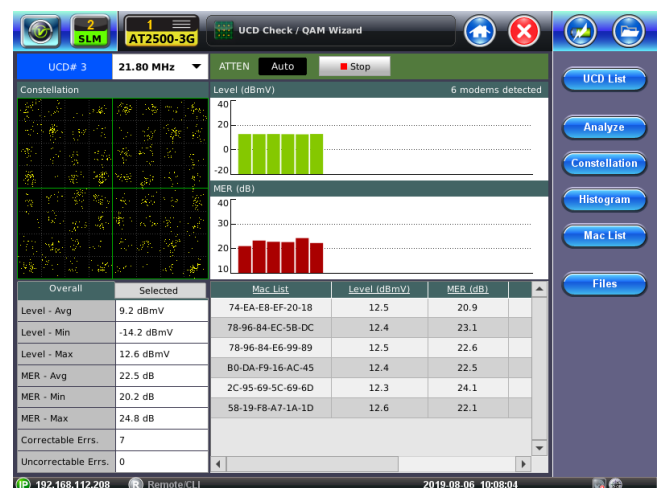 2
SLM
1
AT2500-3G
UCD Check / QAM Wizard
UCD# 3
21.80 MHz
ATTEN
Auto
Stop
Constellation
Level (dBmV)
6 modems detected
40
20
0
-20
MER (dB)
40
30
20
10
Overall
Selected
Level - Avg
9.2 dBmV
Level - Min
-14.2 dBmV
Level - Max
12.6 dBmV
MER - Avg
22.5 dB
MER - Min
20.2 dB
MER - Max
24.8 dB
Correctable Errs.
7
Uncorrectable Errs.
0
Mac List Level (dBmV) MER (dB)
74-EA-E8-EF-20-18 12.5 20.9
78-96-84-EC-5B-DC 12.4 23.1
78-96-84-E6-99-89 12.5 22.6
B0-DA-F9-16-AC-45 12.4 22.5
2C-95-69-5C-69-6D 12.3 24.1
58-19-F8-A7-1A-1D 12.6 22.1
UCD List
Analyze
Constellation
Histogram
Mac List
Files
IP 192.168.112.208
R Remote/CLI
2019-08-06 10:08:04